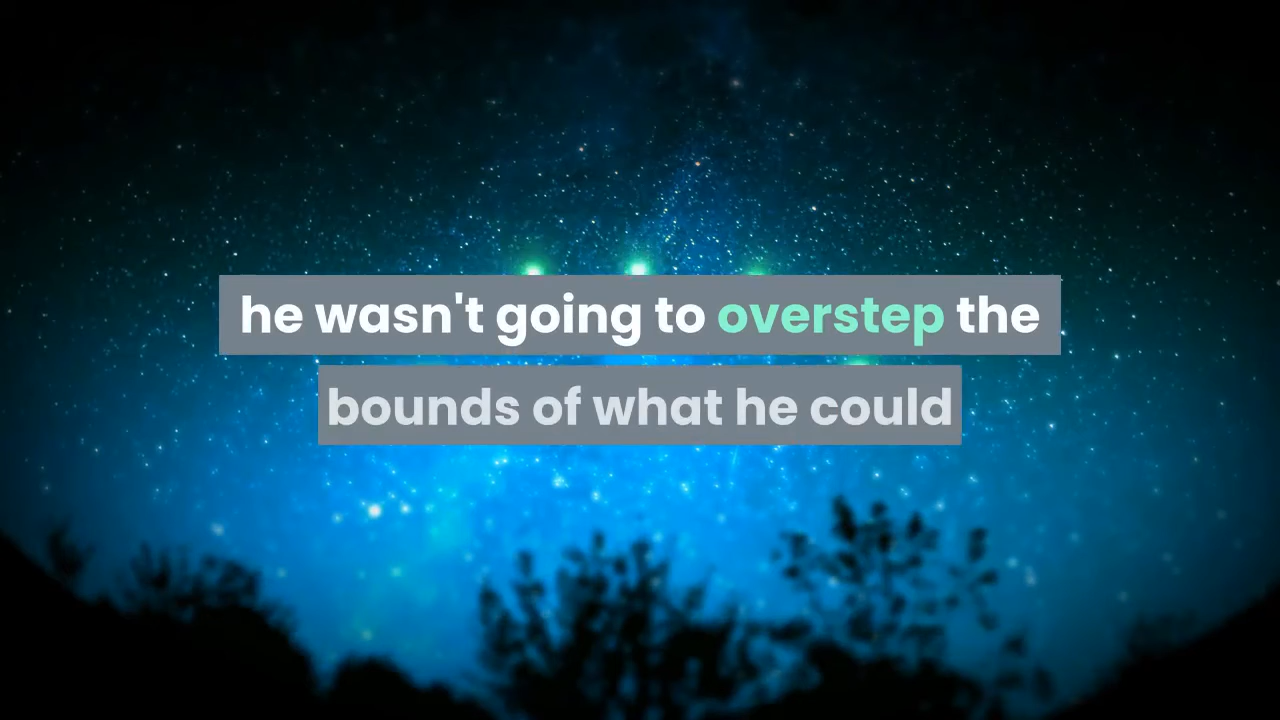 he wasn't going to overstep the
bounds of what he could